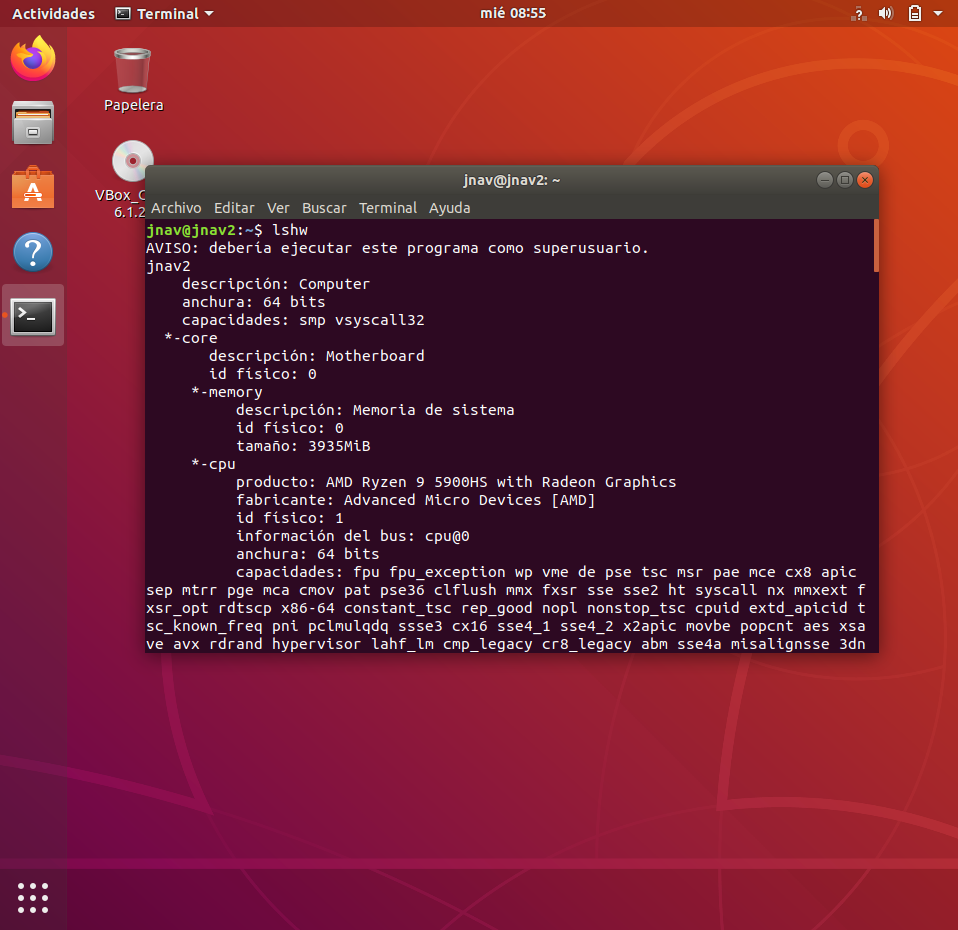 Actividades
Terminal
mié 08:55
?
Papelera
VBox_
6.1.2
A
?
>_
jnav@jnav2: ~
Archivo Editar Ver Buscar Terminal Ayuda
jnav@jnav2:~$ lshw
AVISO: debería ejecutar este programa como superusuario.
jnav2
descripción: Computer
anchura: 64 bits
capacidades: smp vsyscall32
*-core
descripción: Motherboard
id físico: 0
*-memory
descripción: Memoria de sistema
id físico: 0
tamaño: 3935MiB
*-cpu
producto: AMD Ryzen 9 5900HS with Radeon Graphics
fabricante: Advanced Micro Devices [AMD]
id físico: 1
información del bus: cpu@0
anchura: 64 bits
capacidades: fpu fpu_exception wp vme de pse tsc msr pae mce cx8 apic
sep mtrr pge mca cmov pat pse36 clflush mmx fxsr sse sse2 ht syscall nx mmxext f
xsr_opt rdtscp x86-64 constant_tsc rep_good nopl nonstop_tsc cpuid extd_apicid t
sc_known_freq pni pclmulqdq ssse3 cx16 sse4_1 sse4_2 x2apic movbe popcnt aes xsa
ve avx rdrand hypervisor lahf_lm cmp_legacy cr8_legacy abm sse4a misalignsse 3dn